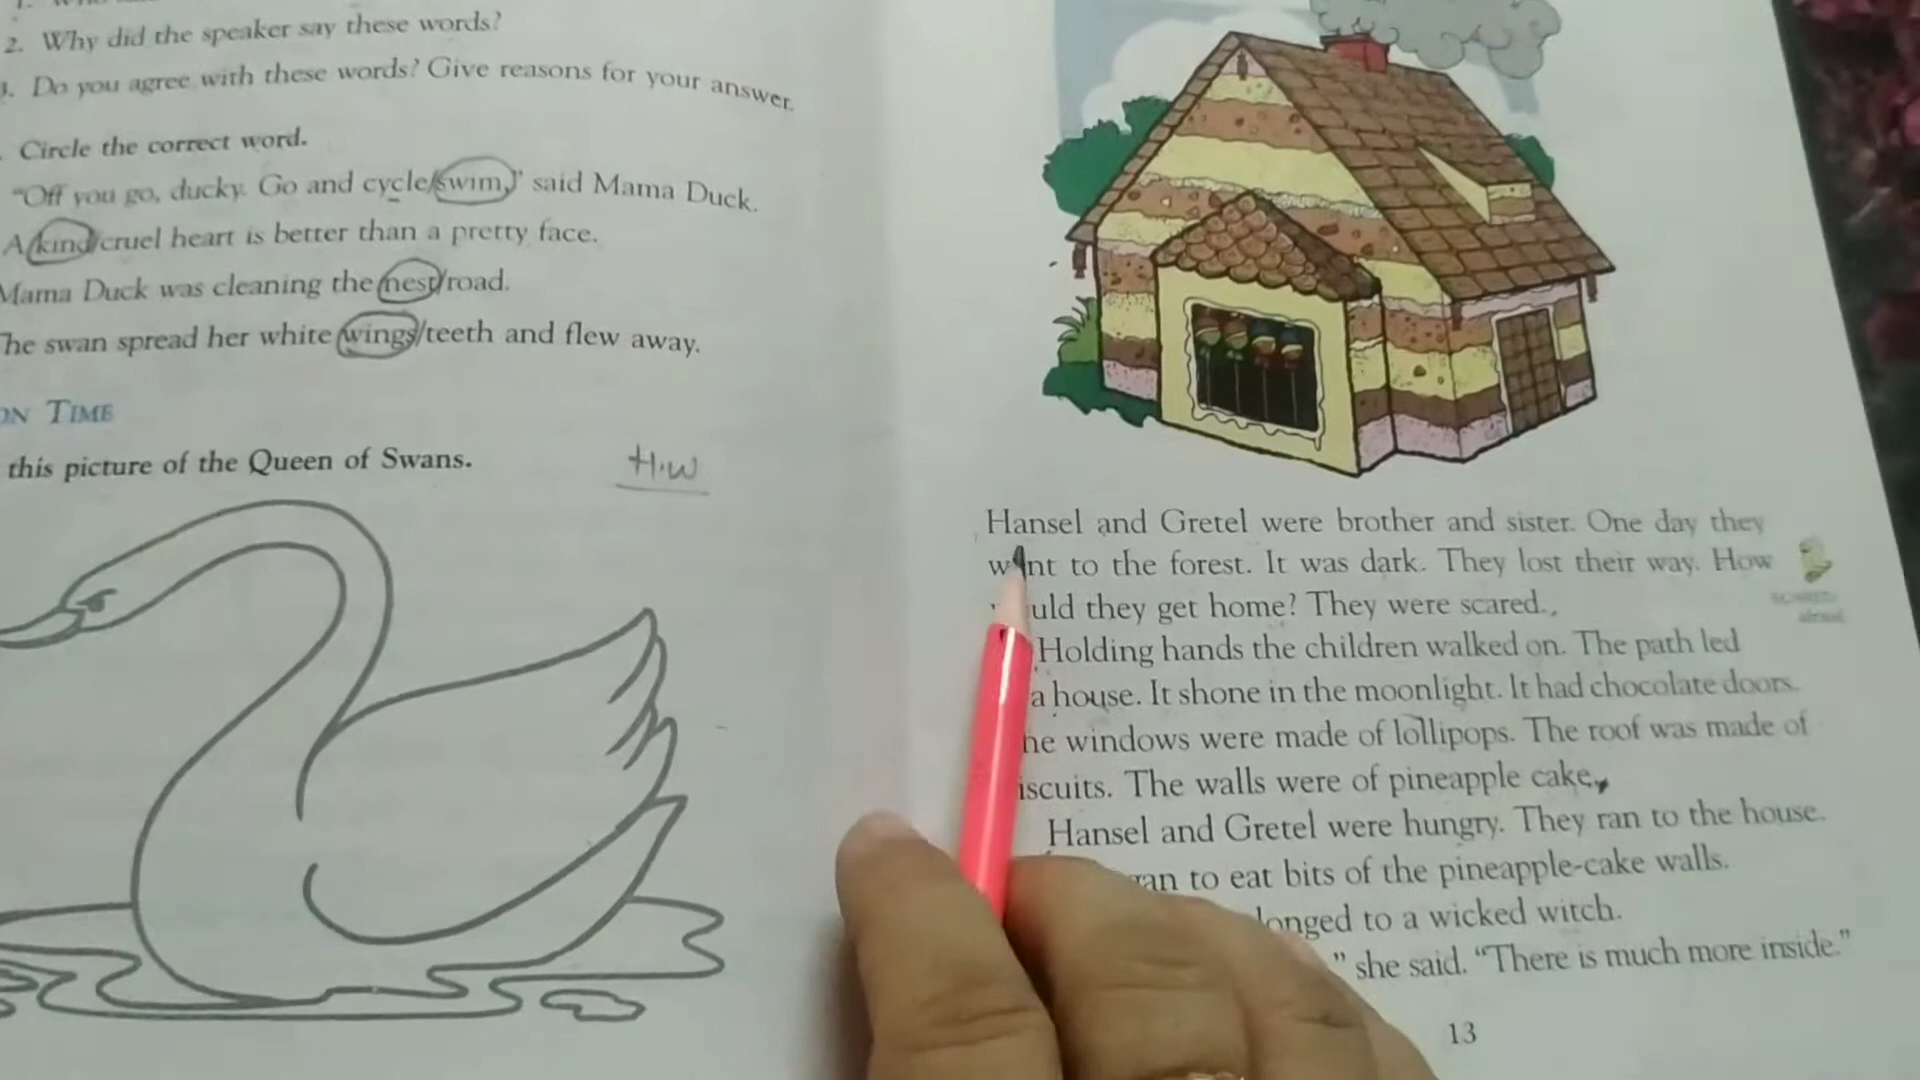 2. Why did the speaker say these words?
3. Do you agree with these words? Give reasons for your answer.
Circle the correct word.
"Off you go, ducky. Go and cycle/swim," said Mama Duck.
A kind/cruel heart is better than a pretty face.
Mama Duck was cleaning the nest/road.
The swan spread her white wings/teeth and flew away.
ON TIME
this picture of the Queen of Swans.
H.W
Hansel and Gretel were brother and sister. One day they
went to the forest. It was dark. They lost their way. How
would they get home? They were scared.
scared:
afraid
Holding hands the children walked on. The path led
a house. It shone in the moonlight. It had chocolate doors.
he windows were made of lollipops. The roof was made of
iscuits. The walls were of pineapple cake.
Hansel and Gretel were hungry. They ran to the house.
gan to eat bits of the pineapple-cake walls.
longed to a wicked witch.
" she said. "There is much more inside."
13